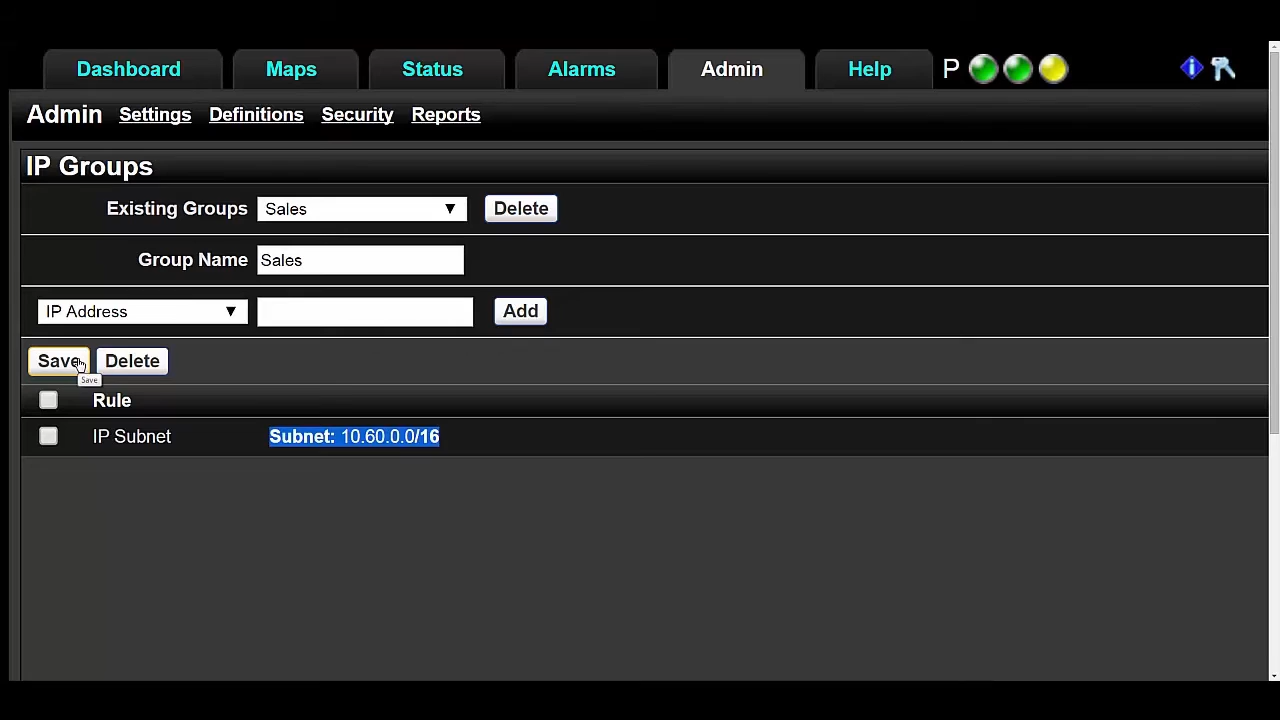 Dashboard Maps Status Alarms Admin Help P
Admin Settings Definitions Security Reports
IP Groups
Existing Groups Sales Delete
Group Name Sales
IP Address Add
Save Delete
Save
Rule
IP Subnet Subnet: 10.60.0.0/16